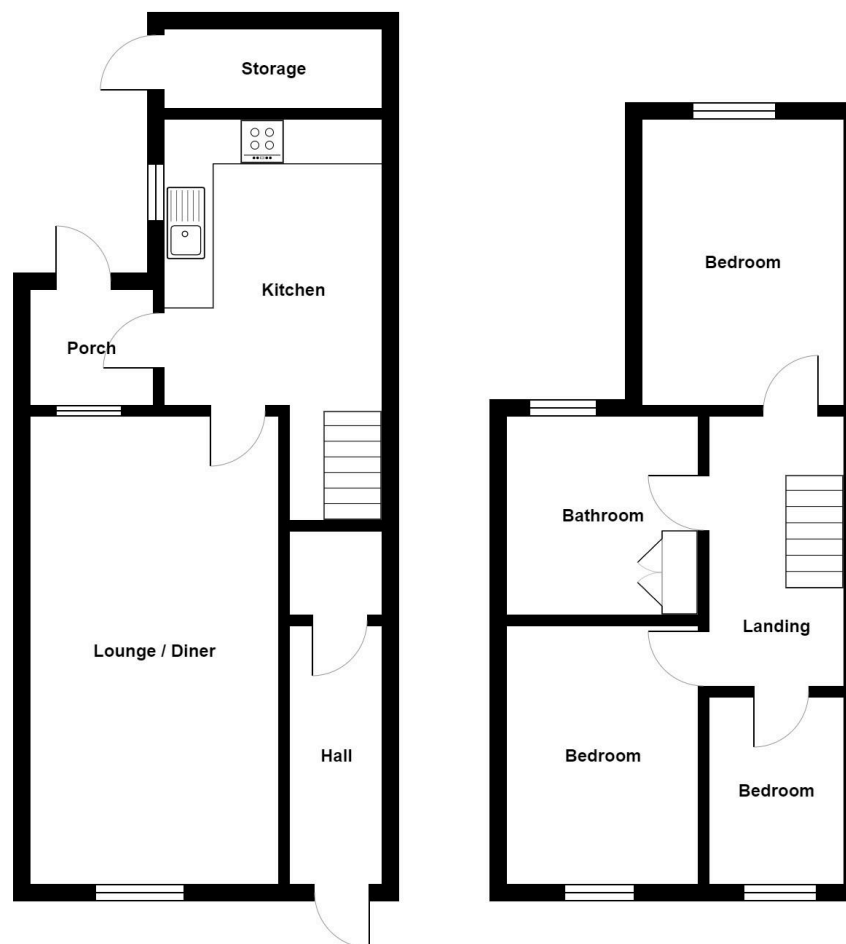 Storage
Kitchen
Porch
Lounge / Diner
Hall
Bedroom
Bathroom
Landing
Bedroom
Bedroom